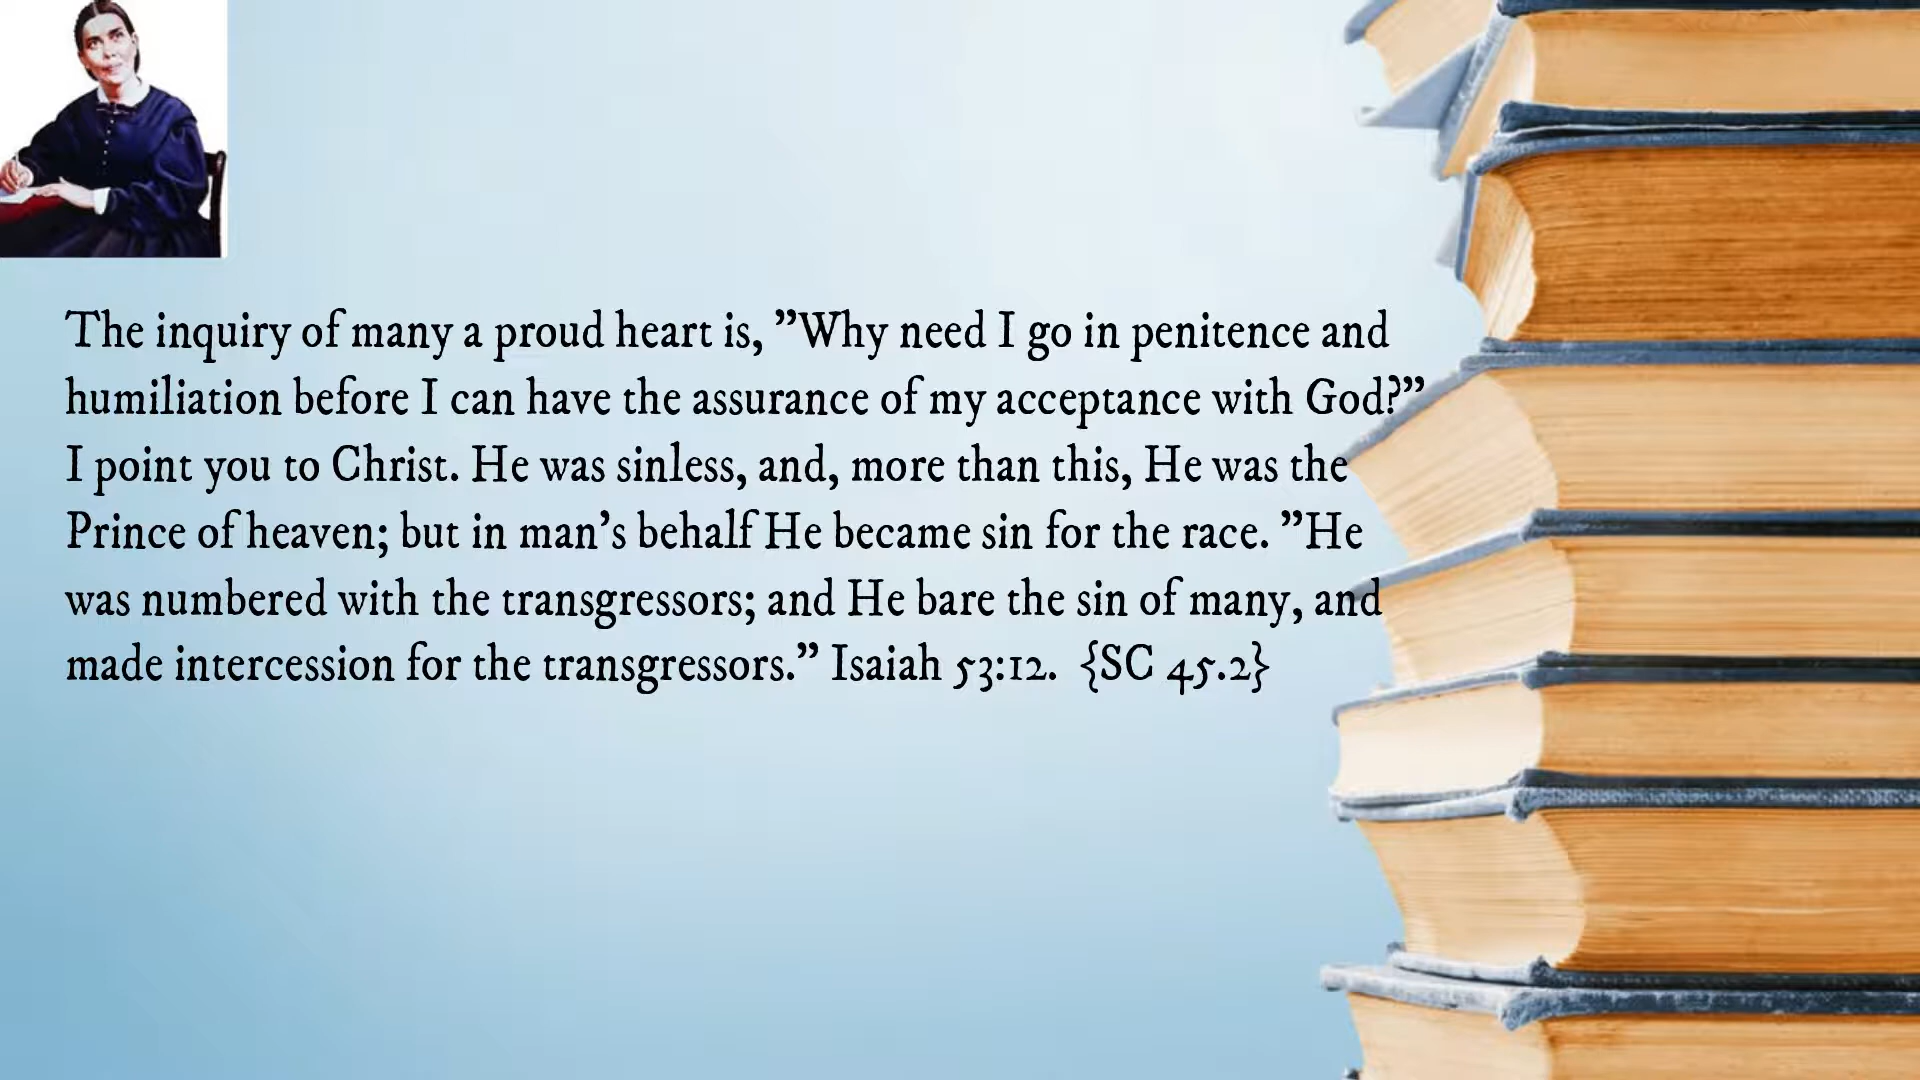 The inquiry of many a proud heart is, ”Why need I go in penitence and
humiliation before I can have the assurance of my acceptance with God?”
I point you to Christ. He was sinless, and, more than this, He was the
Prince of heaven; but in man’s behalf He became sin for the race. ”He
was numbered with the transgressors; and He bare the sin of many, and
made intercession for the transgressors.” Isaiah 53:12.  {SC 45.2}